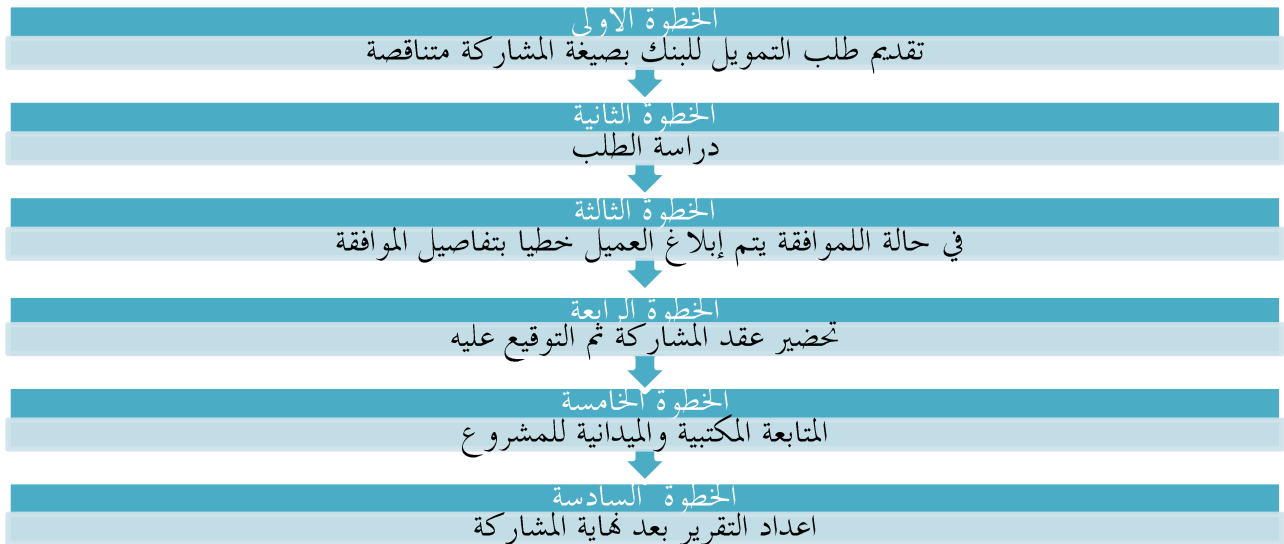 الخطوة الاولى
تقديم طلب التمويل للبنك بصيغة المشاركة متناقصة
الخطوة الثانية
دراسة الطلب
الخطوة الثالثة
في حالة اللموافقة يتم إبلاغ العميل خطيا بتفاصيل الموافقة
الخطوة الرابعة
تحضير عقد المشاركة ثم التوقيع عليه
الخطوة الخامسة
المتابعة المكتبية والميدانية للمشروع
الخطوة السادسة
اعداد التقرير بعد نهاية المشاركة